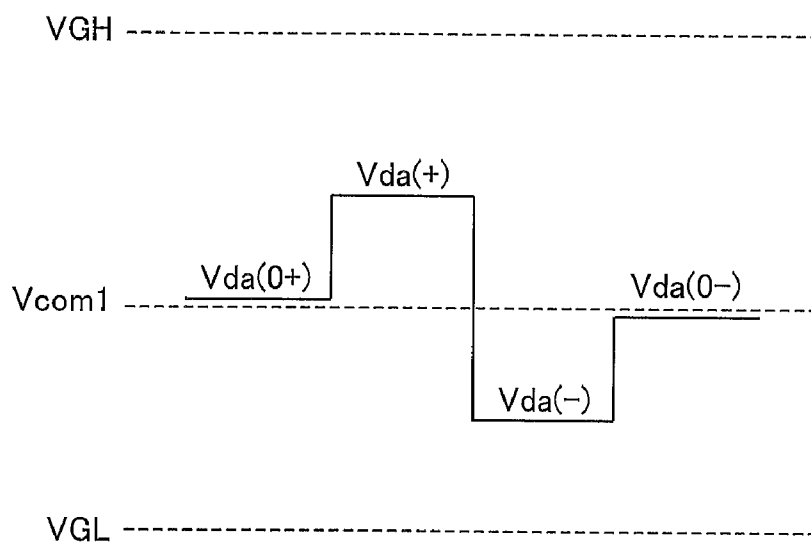 VGH
Vda(+)
Vda(0+)
Vda(0-)
Vcom1
Vda(-)
VGL